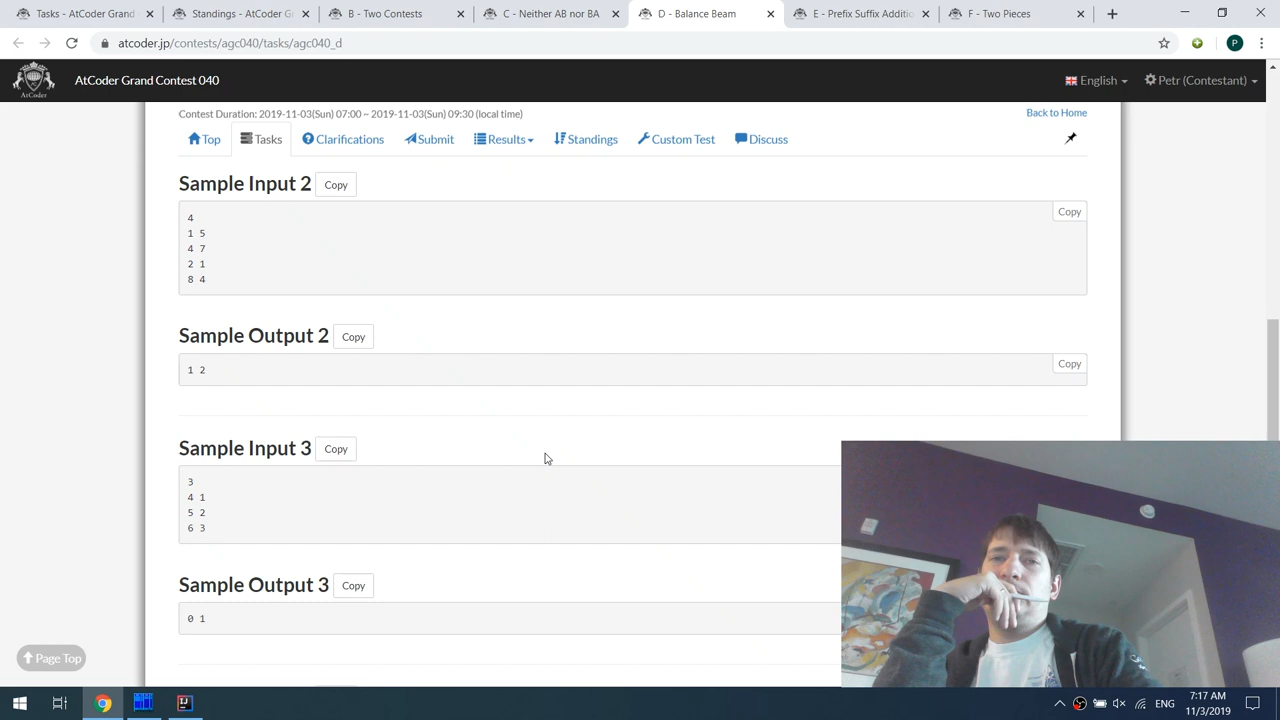 Tasks - AtCoder Grand
Standings - AtCoder G
B - Two Contests
C - Neither AB nor BA
D - Balance Beam
E - Prefix Suffix Additio
F - Two Pieces
atcoder.jp/contests/agc040/tasks/agc040_d
P
AtCoder Grand Contest 040
English
Petr (Contestant)
AtCoder
Contest Duration: 2019-11-03(Sun) 07:00 ~ 2019-11-03(Sun) 09:30 (local time)
Back to Home
Top
Tasks
Clarifications
Submit
Results
Standings
Custom Test
Discuss
Sample Input 2
Copy
Copy
4
1 5
4 7
2 1
8 4
Sample Output 2
Copy
Copy
1 2
Sample Input 3
Copy
3
4 1
5 2
6 3
Sample Output 3
Copy
0 1
Page Top
ENG
7:17 AM
11/3/2019